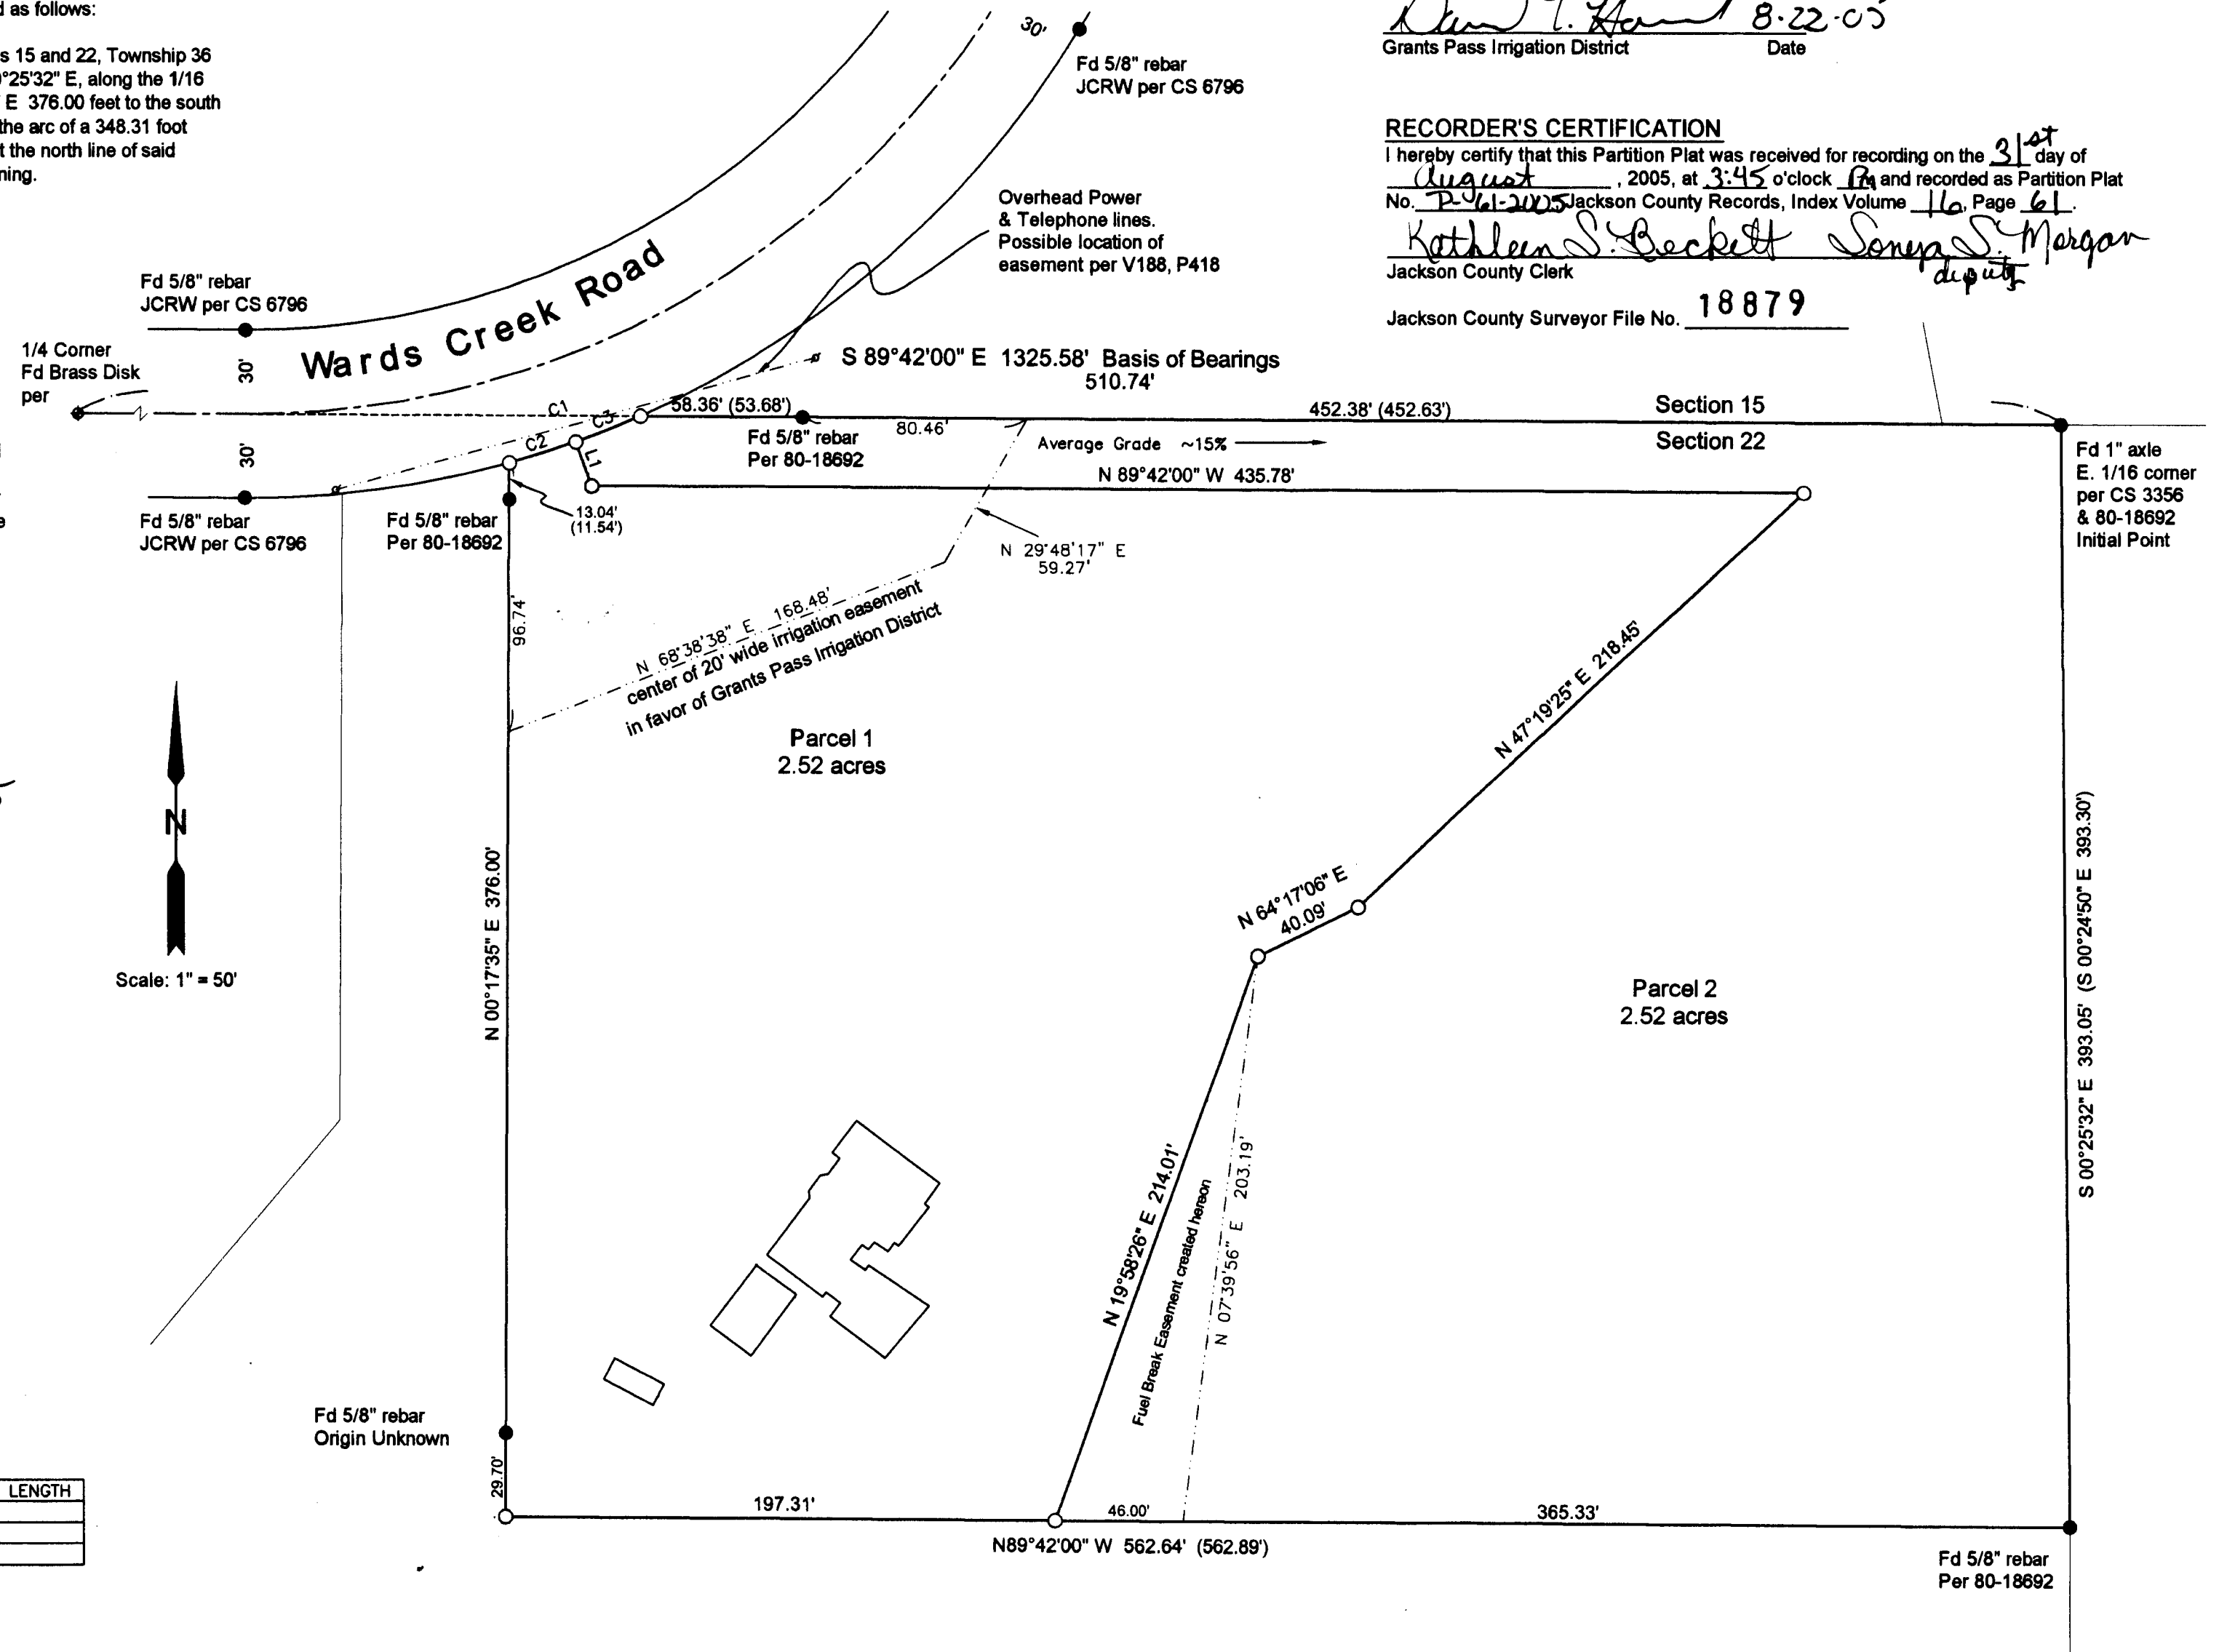 d as follows:
s 15 and 22, Township 36
°25'32" E, along the 1/16
' E 376.00 feet to the south
the arc of a 348.31 foot
t the north line of said
ning.
30'
Fd 5/8" rebar
JCRW per CS 6796
8-22-05
Grants Pass Irrigation District
Date
RECORDER'S CERTIFICATION
I hereby certify that this Partition Plat was received for recording on the 31st day of
August, 2005, at 3:45 o'clock PM and recorded as Partition Plat
No. P-61-2005 Jackson County Records, Index Volume 16, Page 61.
Kathleen S. Beckett Sonya S. Morgan
deputy
Jackson County Clerk
Jackson County Surveyor File No. 18879
Overhead Power
& Telephone lines.
Possible location of
easement per V188, P418
Fd 5/8" rebar
JCRW per CS 6796
Wards Creek Road
1/4 Corner
Fd Brass Disk
per
30'
30'
S 89°42'00" E 1325.58' Basis of Bearings
510.74'
C1
C3
C2
L1
58.36' (53.68')
452.38' (452.63')
Section 15
Section 22
80.46'
Average Grade ~15%
Fd 5/8" rebar
Per 80-18692
N 89°42'00" W 435.78'
Fd 1" axle
E. 1/16 corner
per CS 3356
& 80-18692
Initial Point
Fd 5/8" rebar
JCRW per CS 6796
Fd 5/8" rebar
Per 80-18692
13.04'
(11.54')
N 29°48'17" E
59.27'
96.74'
N 68°38'38" E 168.48'
center of 20' wide irrigation easement
in favor of Grants Pass Irrigation District
N 47°19'25" E 218.45'
Parcel 1
2.52 acres
N
Scale: 1" = 50'
N 00°17'35" E 376.00'
N 64°17'06" E
40.09'
Parcel 2
2.52 acres
S 00°25'32" E 393.05' (S 00°24'50" E 393.30')
N 19°58'26" E 214.01'
Fuel Break Easement created hereon
N 07°39'56" E 203.19'
Fd 5/8" rebar
Origin Unknown
29.70'
LENGTH
197.31'
46.00'
365.33'
N89°42'00" W 562.64' (562.89')
Fd 5/8" rebar
Per 80-18692